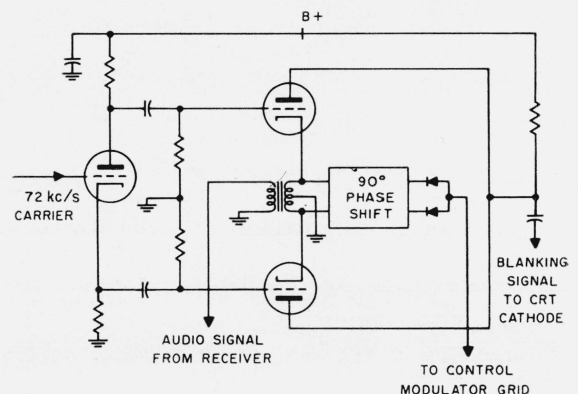 B+
72 kc/s
CARRIER
90°
PHASE
SHIFT
AUDIO SIGNAL
FROM RECEIVER
BLANKING
SIGNAL
TO CRT
CATHODE
TO CONTROL
MODULATOR GRID